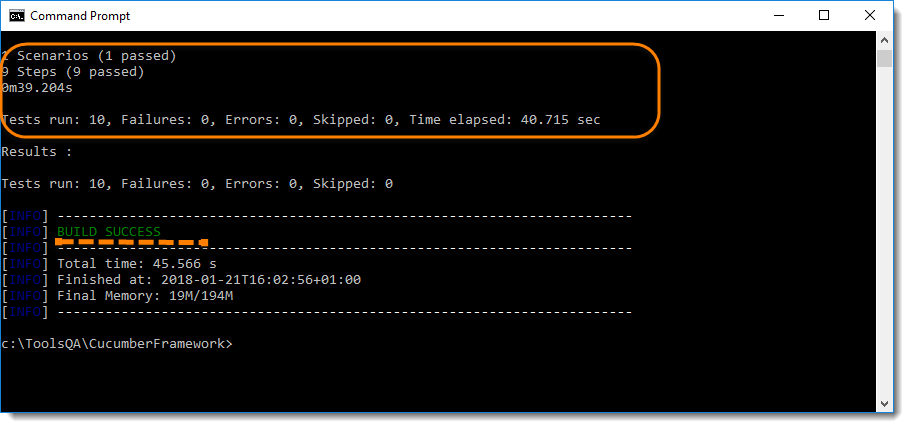 Command Prompt
1 Scenarios (1 passed)
9 Steps (9 passed)
0m39.204s
Tests run: 10, Failures: 0, Errors: 0, Skipped: 0, Time elapsed: 40.715 sec
Results :
Tests run: 10, Failures: 0, Errors: 0, Skipped: 0
[INFO] ------------------------------------------------------------------------
[INFO] BUILD SUCCESS
[INFO] ------------------------------------------------------------------------
[INFO] Total time: 45.566 s
[INFO] Finished at: 2018-01-21T16:02:56+01:00
[INFO] Final Memory: 19M/194M
[INFO] ------------------------------------------------------------------------
c:\ToolsQA\CucumberFramework>